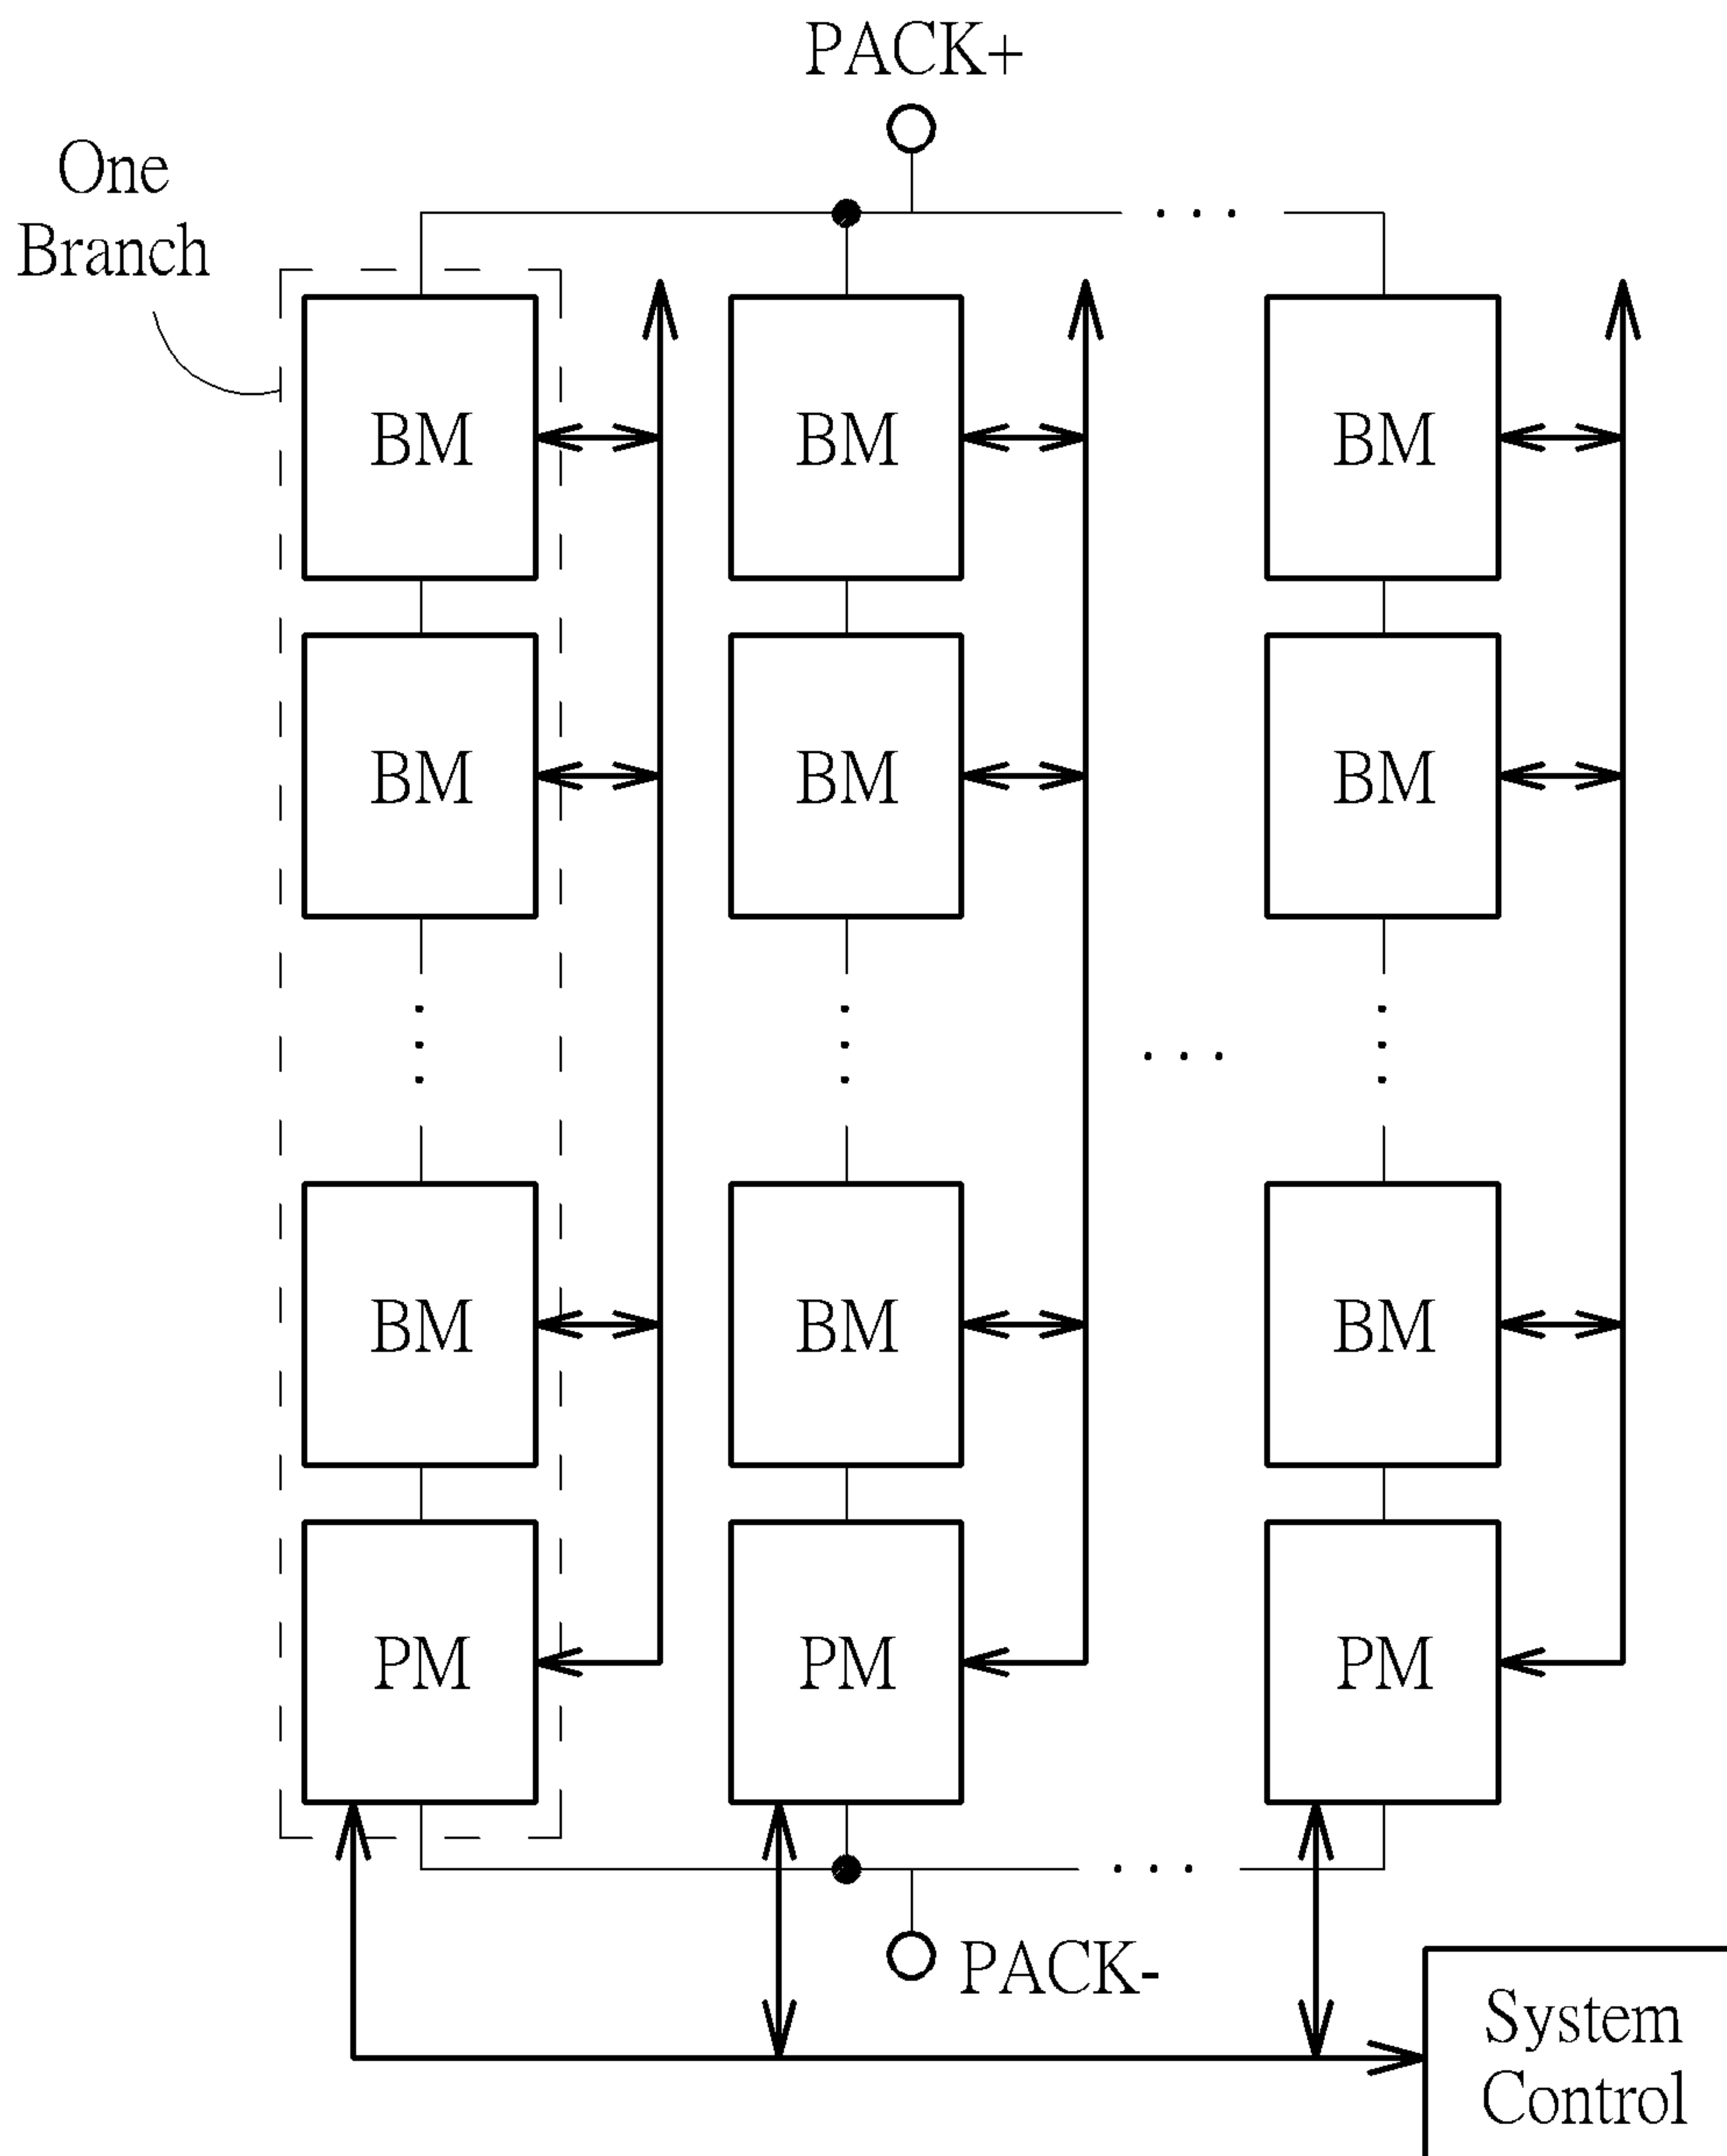 PACK+
One
Branch
BM BM BM
BM BM BM
BM BM BM
PM PM PM
PACK-
System
Control